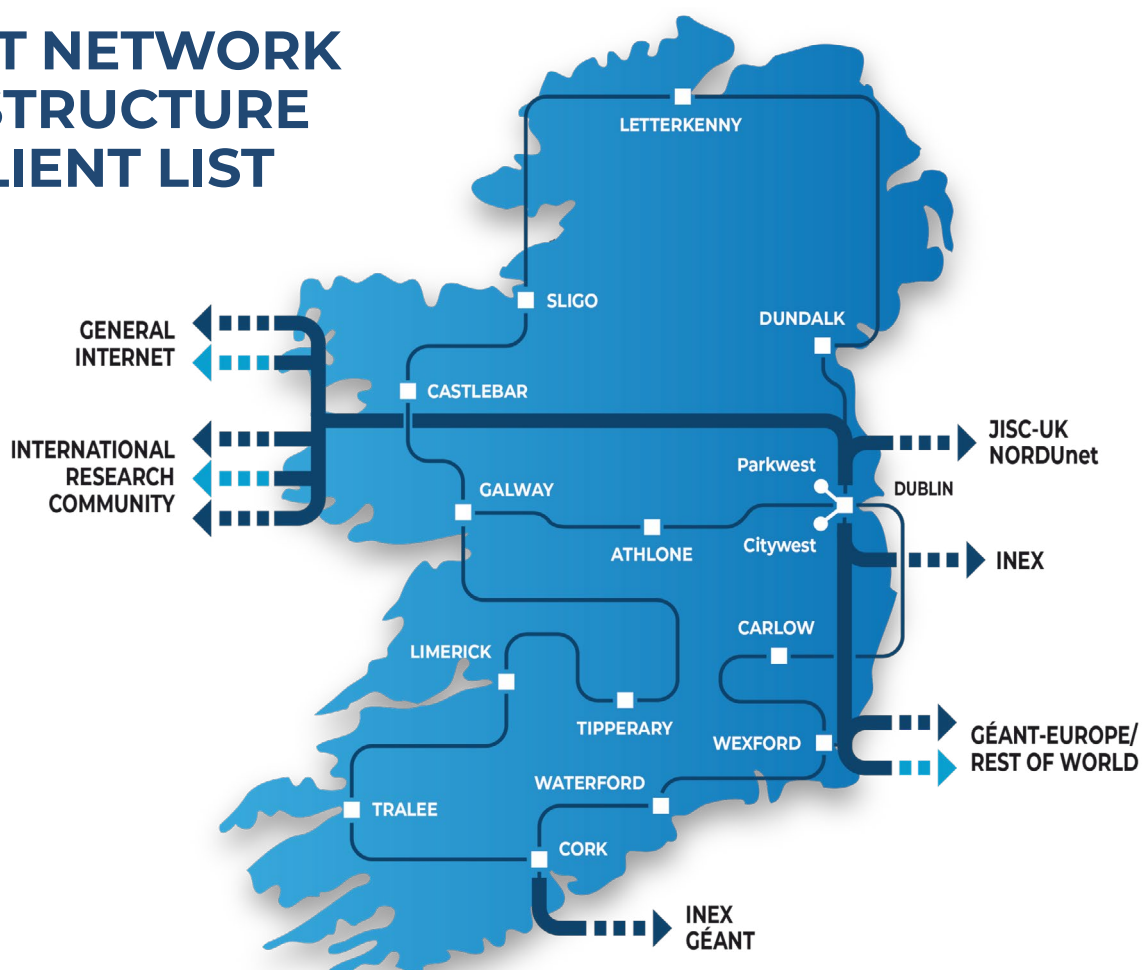 T NETWORK
STRUCTURE
LIENT LIST
LETTERKENNY
SLIGO
DUNDALK
GENERAL
INTERNET
CASTLEBAR
INTERNATIONAL
RESEARCH
COMMUNITY
JISC-UK
NORDUnet
Parkwest
DUBLIN
GALWAY
ATHLONE
Citywest
INEX
CARLOW
LIMERICK
TIPPERARY
WEXFORD
GÉANT-EUROPE/
REST OF WORLD
WATERFORD
TRALEE
CORK
INEX
GÉANT